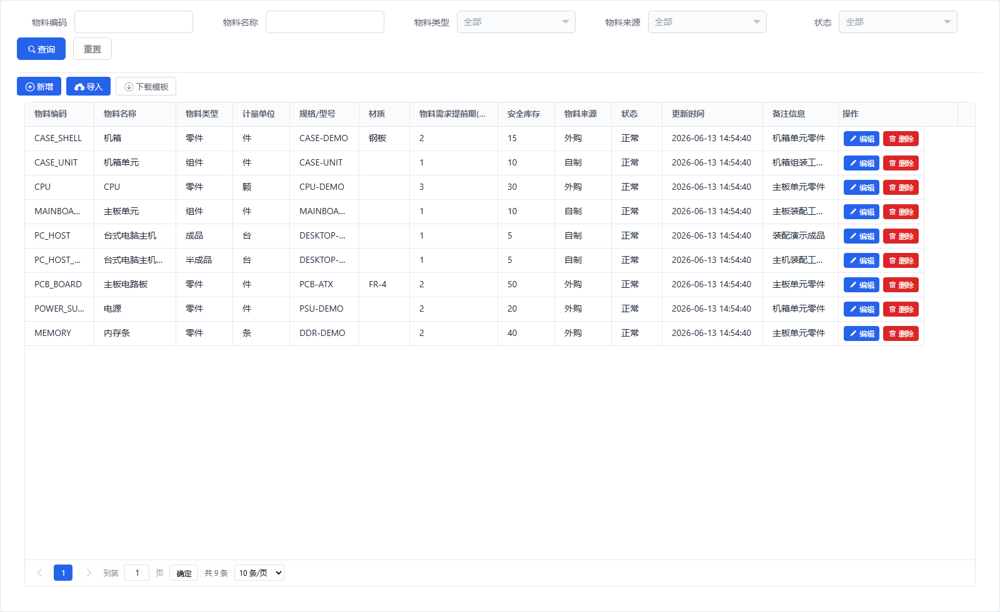 物料编码 物料名称 物料类型 全部 物料来源 全部 状态 全部
查询 重置
新增 导入 下载模板
物料编码 物料名称 物料类型 计量单位 规格/型号 材质 物料需求提前期(... 安全库存 物料来源 状态 更新时间 备注信息 操作
CASE_SHELL 机箱 零件 件 CASE-DEMO 钢板 2 15 外购 正常 2026-06-13 14:54:40 机箱单元零件 编辑 删除
CASE_UNIT 机箱单元 组件 件 CASE-UNIT 1 10 自制 正常 2026-06-13 14:54:40 机箱组装工... 编辑 删除
CPU CPU 零件 颗 CPU-DEMO 3 30 外购 正常 2026-06-13 14:54:40 主板单元零件 编辑 删除
MAINBOA... 主板单元 组件 件 MAINBOA... 1 10 自制 正常 2026-06-13 14:54:40 主板装配工... 编辑 删除
PC_HOST 台式电脑主机 成品 台 DESKTOP-... 1 5 自制 正常 2026-06-13 14:54:40 装配演示成品 编辑 删除
PC_HOST_... 台式电脑主机... 半成品 台 DESKTOP-... 1 5 自制 正常 2026-06-13 14:54:40 主机装配工... 编辑 删除
PCB_BOARD 主板电路板 零件 件 PCB-ATX FR-4 2 50 外购 正常 2026-06-13 14:54:40 主板单元零件 编辑 删除
POWER_SU... 电源 零件 件 PSU-DEMO 2 20 外购 正常 2026-06-13 14:54:40 机箱单元零件 编辑 删除
MEMORY 内存条 零件 条 DDR-DEMO 2 40 外购 正常 2026-06-13 14:54:40 主板单元零件 编辑 删除
1 到第 1 页 确定 共 9 条 10 条/页